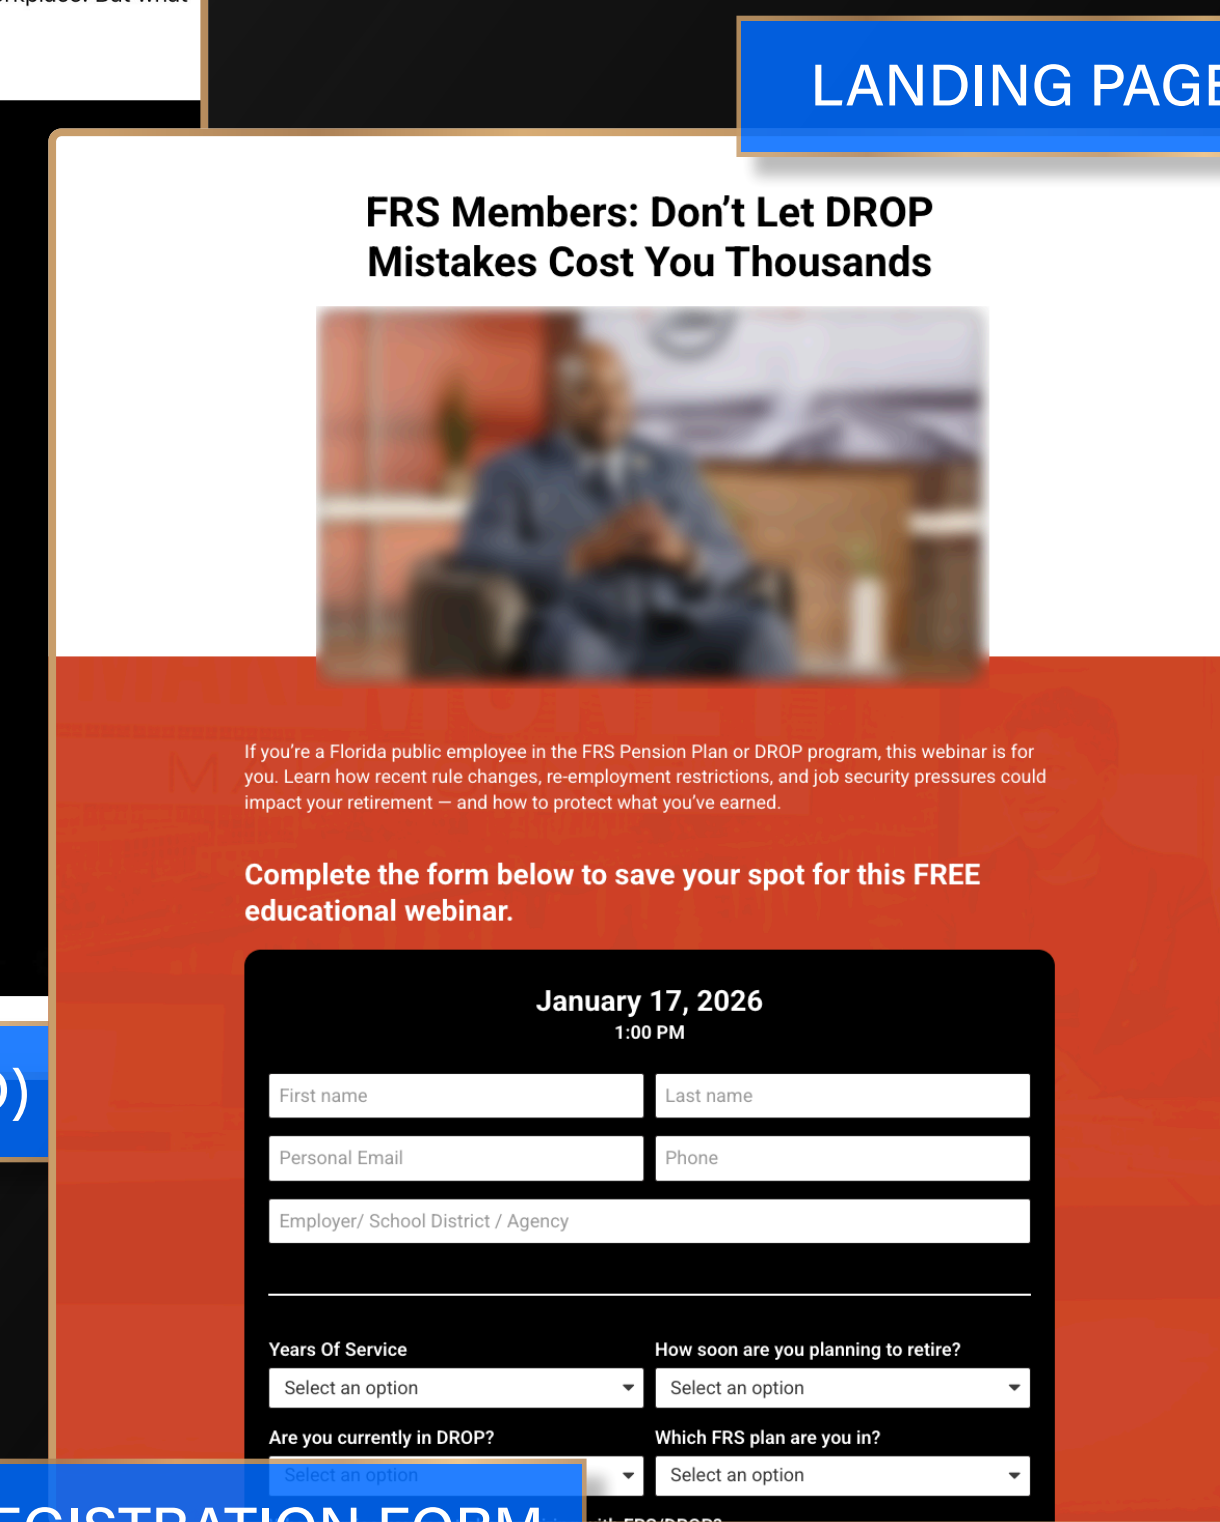 But what
LANDING PAGE
FRS Members: Don't Let DROP
Mistakes Cost You Thousands
If you're a Florida public employee in the FRS Pension Plan or DROP program, this webinar is for
you. Learn how recent rule changes, re-employment restrictions, and job security pressures could
impact your retirement — and how to protect what you've earned.
Complete the form below to save your spot for this FREE
educational webinar.
January 17, 2026
1:00 PM
First name
Last name
Personal Email
Phone
Employer/ School District / Agency
Years Of Service
How soon are you planning to retire?
Select an option
Select an option
Are you currently in DROP?
Which FRS plan are you in?
Select an option
Select an option
FORM